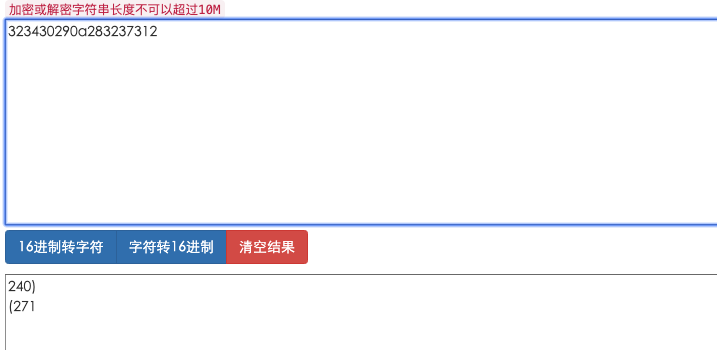 加密或解密字符串长度不可以超过10M
323430290a283237312
16进制转字符 字符转16进制 清空结果
240)
(271